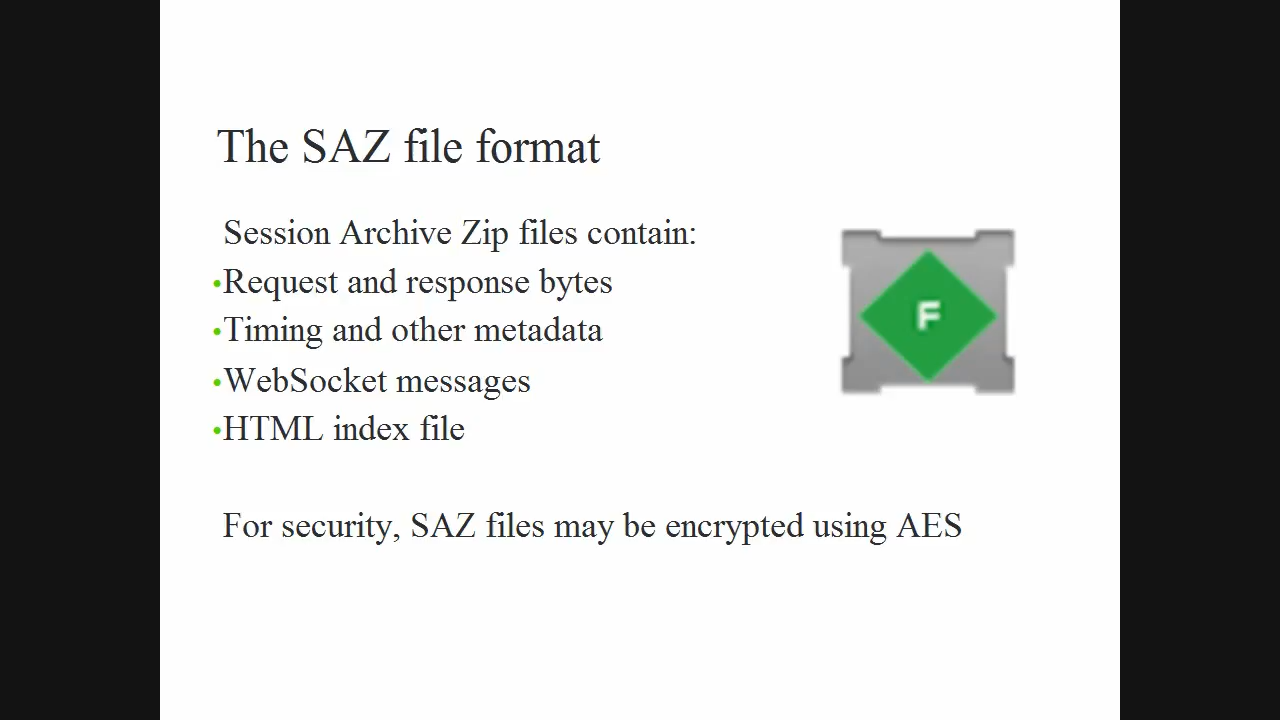 The SAZ file format
Session Archive Zip files contain:
•Request and response bytes
•Timing and other metadata
•WebSocket messages
•HTML index file
F
For security, SAZ files may be encrypted using AES